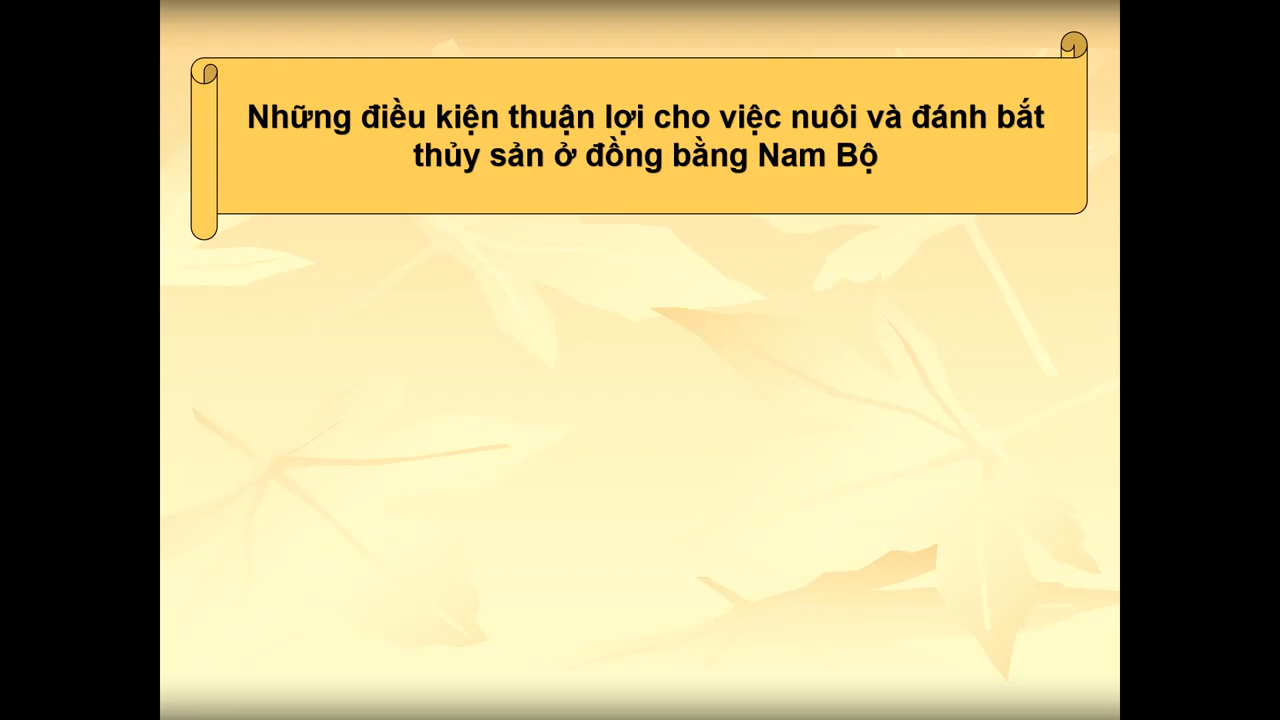 Những điều kiện thuận lợi cho việc nuôi và đánh bắt
thủy sản ở đồng bằng Nam Bộ